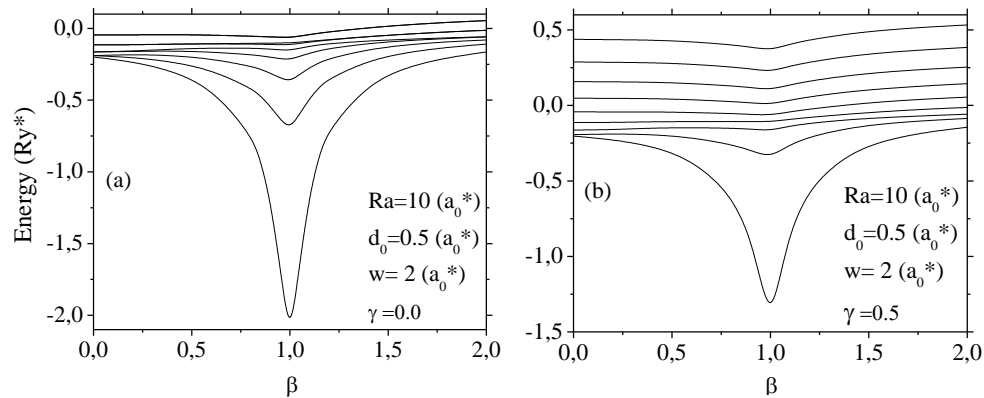 Energy (Ry*)
0,0
-0,5
-1,0
-1,5
-2,0
(a)
Ra=10 (a0*)
d0=0.5 (a0*)
w= 2 (a0*)
γ =0.0
0,0 0,5 1,0 1,5 2,0
β
0,5
0,0
-0,5
-1,0
-1,5
(b)
Ra=10 (a0*)
d0=0.5 (a0*)
w= 2 (a0*)
γ =0.5
0,0 0,5 1,0 1,5 2,0
β